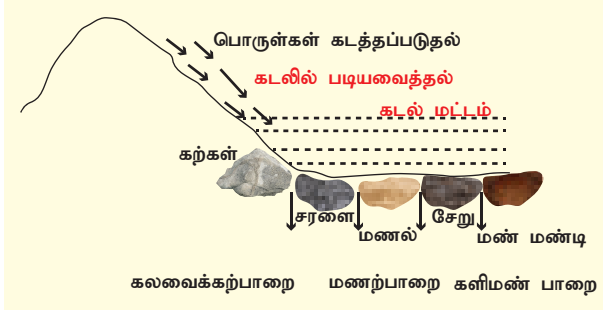 பொருள்கள் கடத்தப்படுதல்
கடலில் படியவைத்தல்
கடல் மட்டம்
கற்கள்
சரளை
சேறு
மணல்
மண் மண்டி
கலவைக்கற்பாறை
மணற்பாறை
களிமண் பாறை